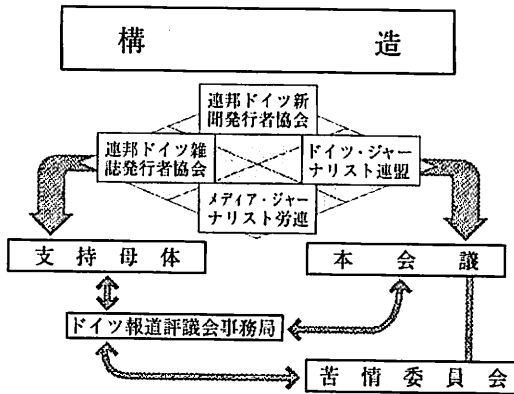 構造
連邦ドイツ新
聞発行者協会
連邦ドイツ雑
誌発行者協会
ドイツ・ジャー
ナリスト連盟
メディア・ジャー
ナリスト労連
支持母体
本会議
ドイツ報道評議会事務局
苦情委員会